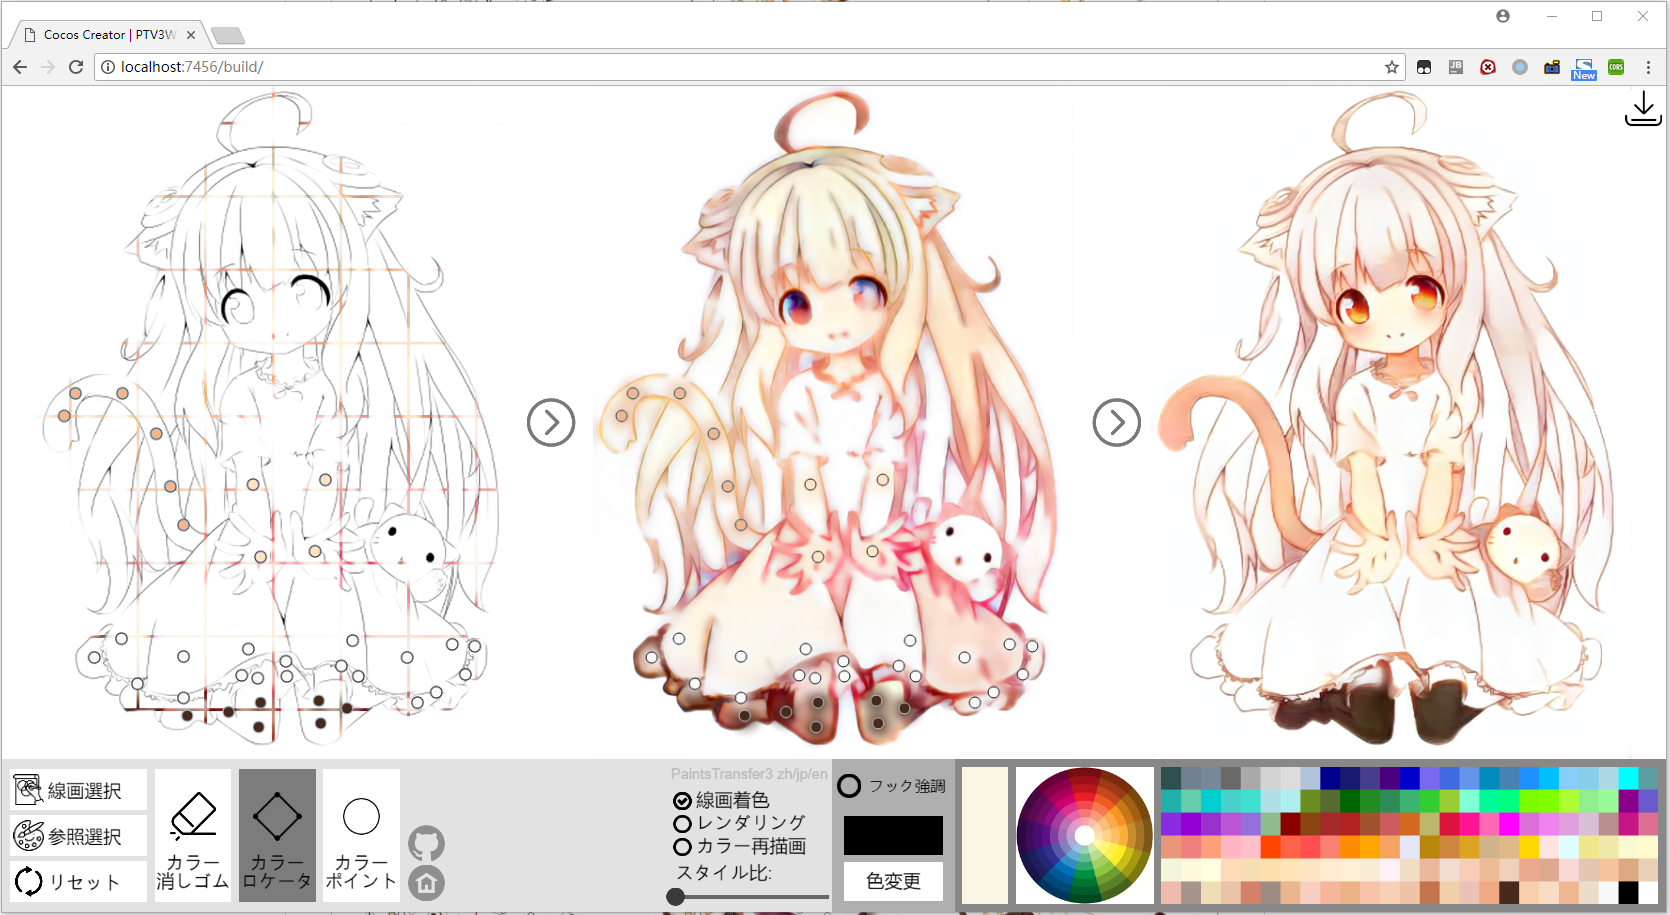 Cocos Creator | PTV3W
localhost:7456/build/
JB
New
CORS
線画選択
参照選択
リセット
カラー
消しゴム
カラー
ロケータ
カラー
ポイント
PaintsTransfer3 zh/jp/en
線画着色
レンダリング
カラー再描画
スタイル比:
フック強調
色変更